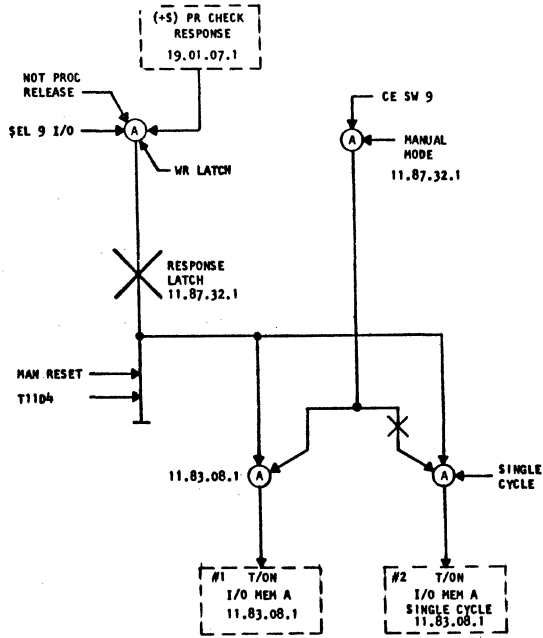 (+S) PR CHECK
RESPONSE
19.01.07.1
NOT PROC
RELEASE
SEL 9 I/O
A
WR LATCH
CE SW 9
A
MANUAL
MODE
11.87.32.1
RESPONSE
LATCH
11.87.32.1
MAN RESET
T11D4
11.83.08.1
A
A
SINGLE
CYCLE
#1 T/ON
I/O MEM A
11.83.08.1
#2 T/ON
I/O MEM A
SINGLE CYCLE
11.83.08.1